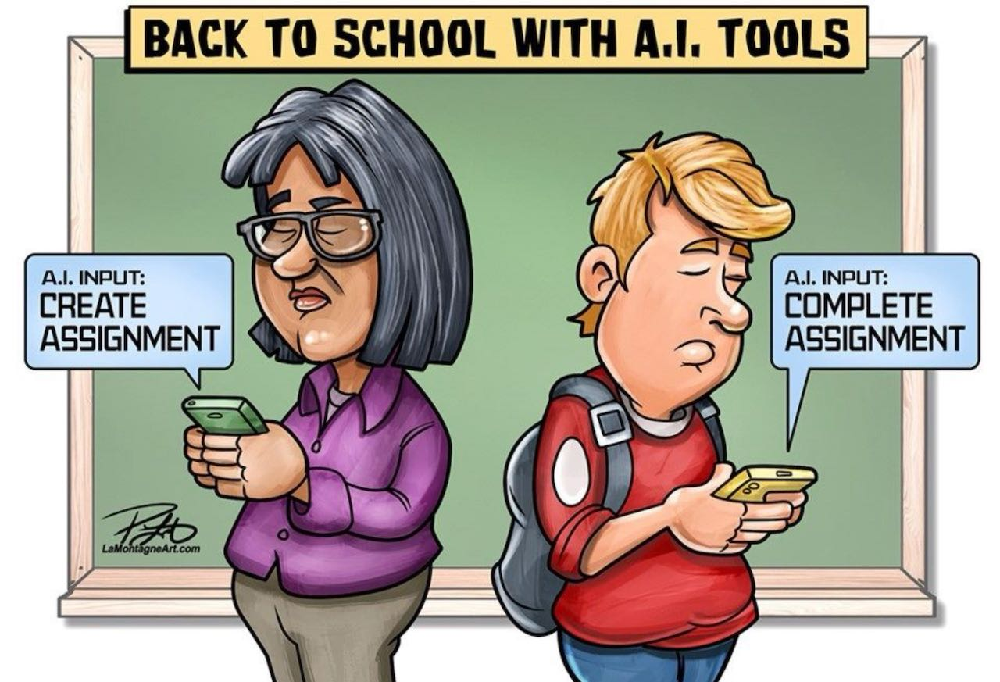 BACK TO SCHOOL WITH A.I. TOOLS
A.I. INPUT:
CREATE
ASSIGNMENT
A.I. INPUT:
COMPLETE
ASSIGNMENT
LaMontagneArt.com